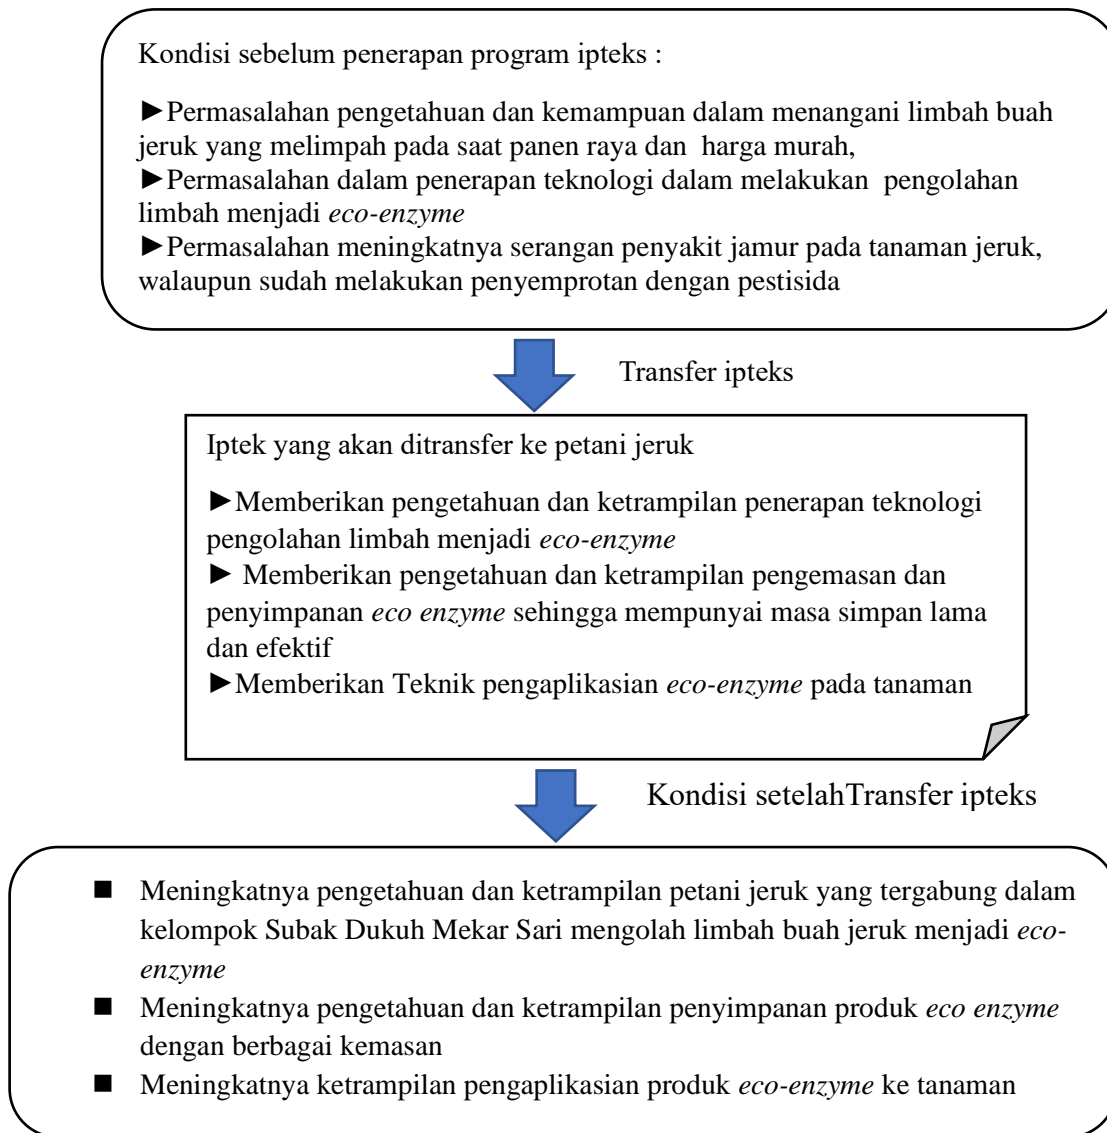 Kondisi sebelum penerapan program ipteks :
►Permasalahan pengetahuan dan kemampuan dalam menangani limbah buah
jeruk yang melimpah pada saat panen raya dan harga murah,
►Permasalahan dalam penerapan teknologi dalam melakukan pengolahan
limbah menjadi eco-enzyme
►Permasalahan meningkatnya serangan penyakit jamur pada tanaman jeruk,
walaupun sudah melakukan penyemprotan dengan pestisida
Transfer ipteks
Iptek yang akan ditransfer ke petani jeruk
►Memberikan pengetahuan dan ketrampilan penerapan teknologi
pengolahan limbah menjadi eco-enzyme
► Memberikan pengetahuan dan ketrampilan pengemasan dan
penyimpanan eco enzyme sehingga mempunyai masa simpan lama
dan efektif
►Memberikan Teknik pengaplikasian eco-enzyme pada tanaman
Kondisi setelahTransfer ipteks
■ Meningkatnya pengetahuan dan ketrampilan petani jeruk yang tergabung dalam
kelompok Subak Dukuh Mekar Sari mengolah limbah buah jeruk menjadi eco-
enzyme
■ Meningkatnya pengetahuan dan ketrampilan penyimpanan produk eco enzyme
dengan berbagai kemasan
■ Meningkatnya ketrampilan pengaplikasian produk eco-enzyme ke tanaman